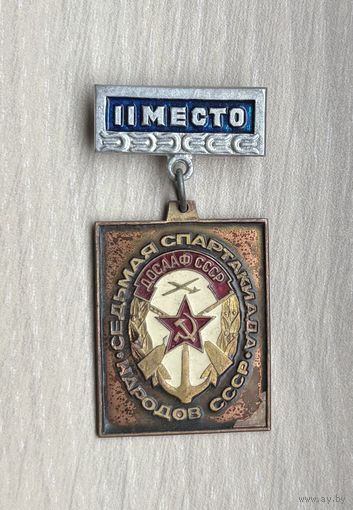 II МЕСТО
СЕДЬМАЯ СПАРТАКИАДА
ДОСААФ СССР
НАРОДОВ СССР
www.ay.by